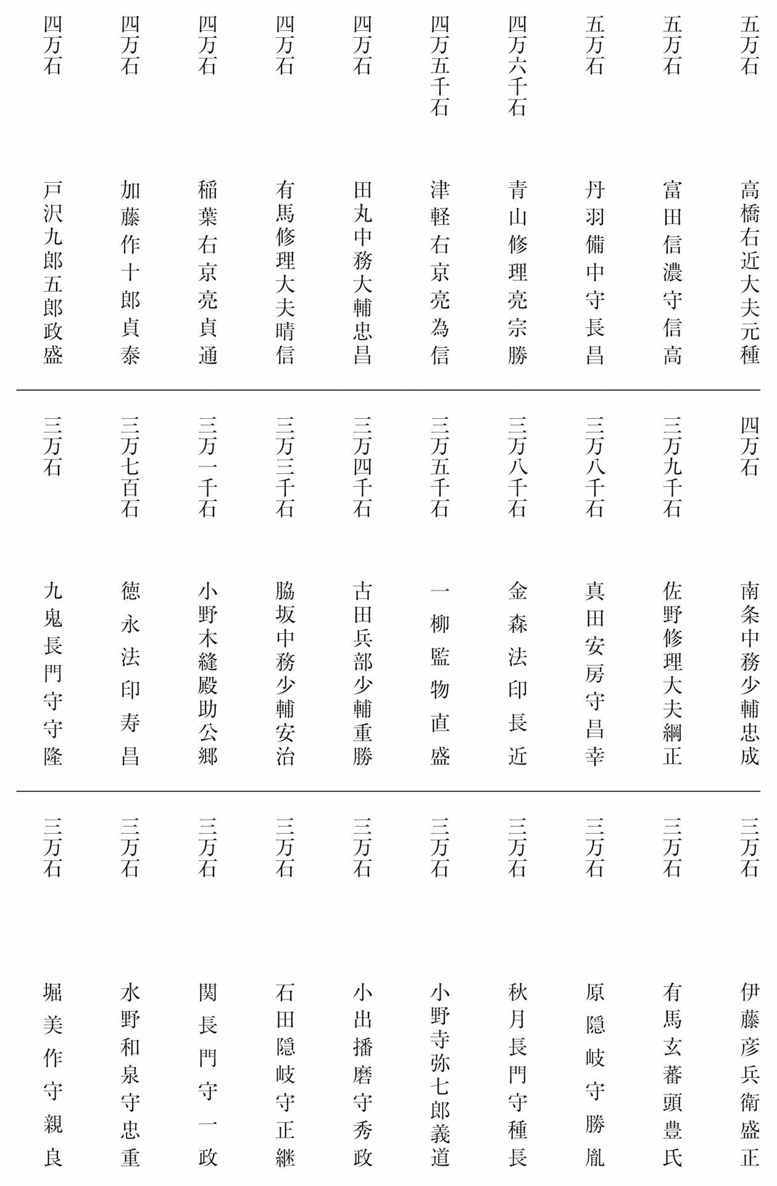 五万石 高橋右近大夫元種
五万石 富田信濃守信高
五万石 丹羽備中守長昌
四万六千石 青山修理亮宗勝
四万五千石 津軽右京亮為信
四万石 田丸中務大輔忠昌
四万石 有馬修理大夫晴信
四万石 稲葉右京亮貞通
四万石 加藤作十郎貞泰
四万石 戸沢九郎五郎政盛
四万石 南条中務少輔忠成
三万九千石 佐野修理大夫綱正
三万八千石 真田安房守昌幸
三万八千石 金森法印長近
三万五千石 一柳監物直盛
三万四千石 古田兵部少輔重勝
三万三千石 脇坂中務少輔安治
三万一千石 小野木縫殿助公郷
三万七百石 徳永法印寿昌
三万石 九鬼長門守守隆
三万石 伊藤彦兵衛盛正
三万石 有馬玄蕃頭豊氏
三万石 原隠岐守勝胤
三万石 秋月長門守種長
三万石 小野寺弥七郎義道
三万石 小出播磨守秀政
三万石 石田隠岐守正継
三万石 関長門守一政
三万石 水野和泉守忠重
三万石 堀美作守親良